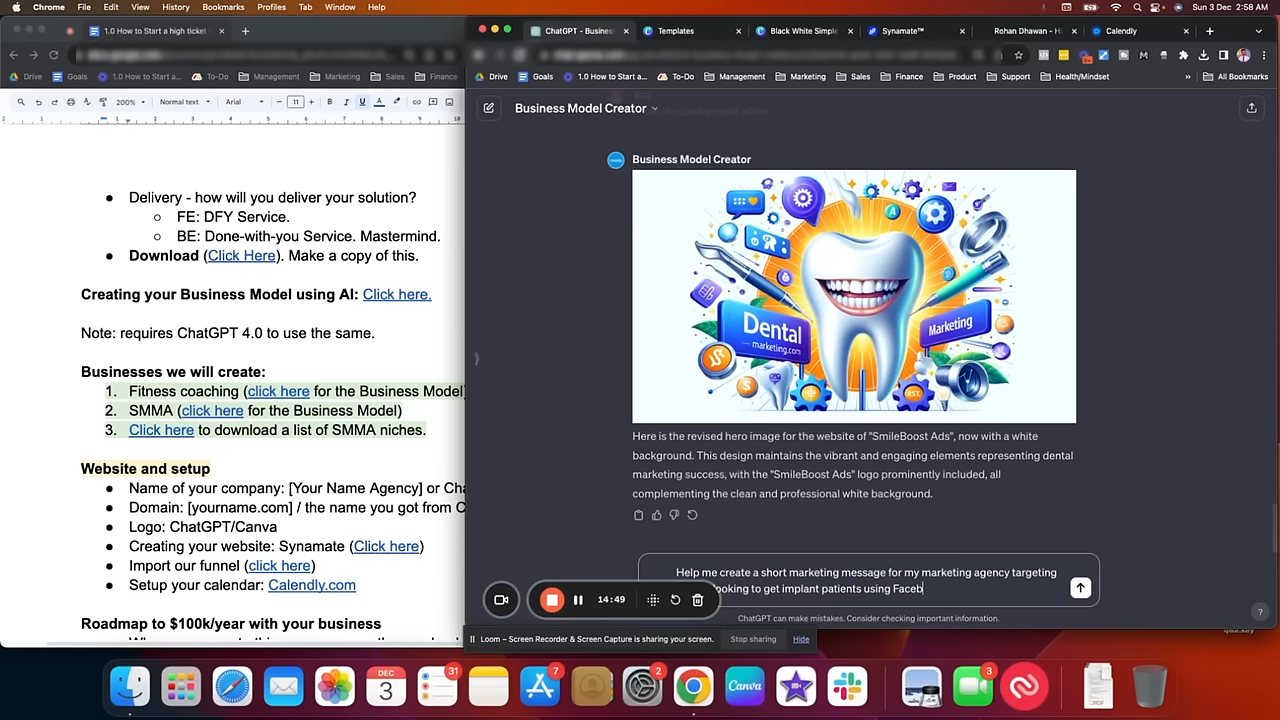 Chrome File Edit View History Bookmarks Profiles Tab Window Help
Sun 3 Dec 2:58 AM
1.0 How to Start a high ticket
Drive Goals 1.0 How to Start a... To-Do Management Marketing Sales Finance
200% Normal text Arial 11 B I U A
Delivery - how will you deliver your solution?
FE: DFY Service.
BE: Done-with-you Service. Mastermind.
Download (Click Here). Make a copy of this.
Creating your Business Model using AI: Click here.
Note: requires ChatGPT 4.0 to use the same.
Businesses we will create:
1. Fitness coaching (click here for the Business Model)
2. SMMA (click here for the Business Model)
3. Click here to download a list of SMMA niches.
Website and setup
Name of your company: [Your Name Agency] or Cha
Domain: [yourname.com] / the name you got from C
Logo: ChatGPT/Canva
Creating your website: Synamate (Click here)
Import our funnel (click here)
Setup your calendar: Calendly.com
Roadmap to $100k/year with your business
ChatGPT - Busines Templates Black White Simple Synamate™ Rohan Dhawan - H Calendly
Drive Goals 1.0 How to Start a... To-Do Management Marketing Sales Finance Product Support Health/Mindset » All Bookmarks
Business Model Creator
You
Business Model Creator
Dental
marketing.com
Marketing
A
RST.
Here is the revised hero image for the website of "SmileBoost Ads", now with a white
background. This design maintains the vibrant and engaging elements representing dental
marketing success, with the "SmileBoost Ads" logo prominently included, all
complementing the clean and professional white background.
Help me create a short marketing message for my marketing agency targeting
ooking to get implant patients using Faceb
14:49
ChatGPT can make mistakes. Consider checking important information.
?
Loom – Screen Recorder & Screen Capture is sharing your screen. Stop sharing Hide
DEC
3
31
7
2
Canva
3
PDF